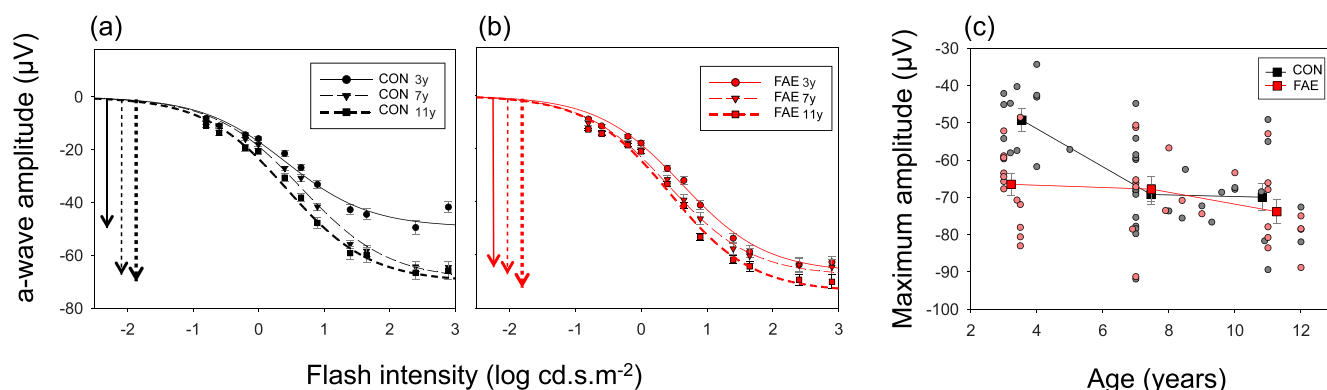 (a)
(b)
(c)
a-wave amplitude (µV)
0
-20
-40
-60
-80
CON 3y
CON 7y
CON 11y
FAE 3y
FAE 7y
FAE 11y
-2 -1 0 1 2 3
-2 -1 0 1 2 3
Flash intensity (log cd.s.m-2)
Maximum amplitude (µV)
-30
-40
-50
-60
-70
-80
-90
-100
CON
FAE
2 4 6 8 10 12
Age (years)